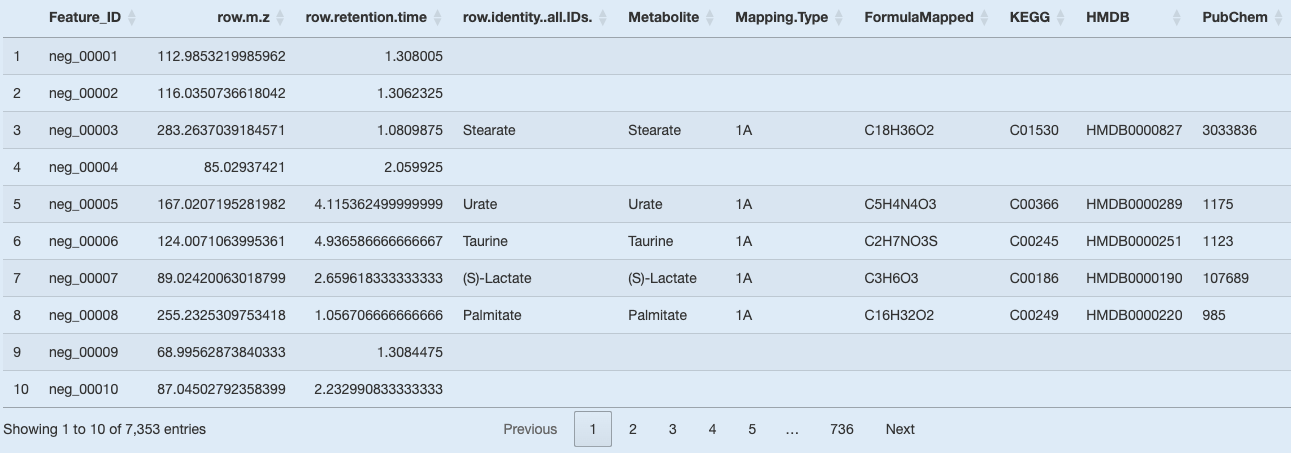 Feature_ID row.m.z row.retention.time row.identity..all.IDs. Metabolite Mapping.Type FormulaMapped KEGG HMDB PubChem
1 neg_00001 112.9853219985962 1.308005
2 neg_00002 116.0350736618042 1.3062325
3 neg_00003 283.2637039184571 1.0809875 Stearate Stearate 1A C18H36O2 C01530 HMDB0000827 3033836
4 neg_00004 85.02937421 2.059925
5 neg_00005 167.0207195281982 4.115362499999999 Urate Urate 1A C5H4N4O3 C00366 HMDB0000289 1175
6 neg_00006 124.0071063995361 4.936586666666667 Taurine Taurine 1A C2H7NO3S C00245 HMDB0000251 1123
7 neg_00007 89.02420063018799 2.659618333333333 (S)-Lactate (S)-Lactate 1A C3H6O3 C00186 HMDB0000190 107689
8 neg_00008 255.2325309753418 1.056706666666666 Palmitate Palmitate 1A C16H32O2 C00249 HMDB0000220 985
9 neg_00009 68.99562873840333 1.3084475
10 neg_00010 87.04502792358399 2.232990833333333
Showing 1 to 10 of 7,353 entries Previous 1 2 3 4 5 … 736 Next